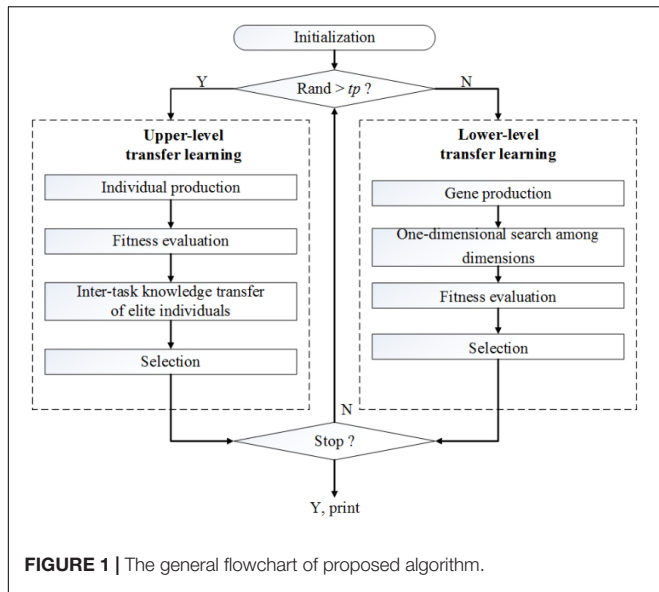 Initialization
Rand > tp ?
Y
N
Upper-level
transfer learning
Individual production
Fitness evaluation
Inter-task knowledge transfer
of elite individuals
Selection
Lower-level
transfer learning
Gene production
One-dimensional search among
dimensions
Fitness evaluation
Selection
N
Stop ?
Y, print
FIGURE 1 | The general flowchart of proposed algorithm.